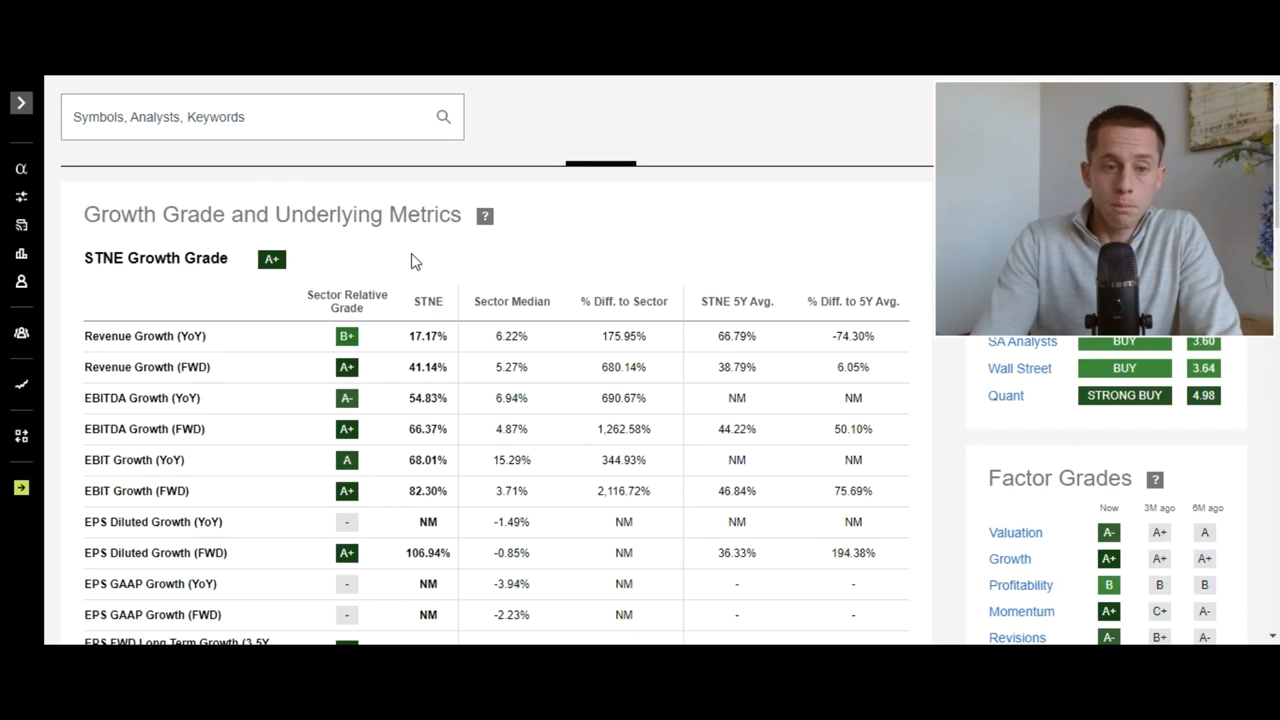 Symbols, Analysts, Keywords
Growth Grade and Underlying Metrics ?
STNE Growth Grade A+
Sector Relative Grade STNE Sector Median % Diff. to Sector STNE 5Y Avg. % Diff. to 5Y Avg.
Revenue Growth (YoY) B+ 17.17% 6.22% 175.95% 66.79% -74.30%
Revenue Growth (FWD) A+ 41.14% 5.27% 680.14% 38.79% 6.05%
EBITDA Growth (YoY) A- 54.83% 6.94% 690.67% NM NM
EBITDA Growth (FWD) A+ 66.37% 4.87% 1,262.58% 44.22% 50.10%
EBIT Growth (YoY) A 68.01% 15.29% 344.93% NM NM
EBIT Growth (FWD) A+ 82.30% 3.71% 2,116.72% 46.84% 75.69%
EPS Diluted Growth (YoY) - NM -1.49% NM NM NM
EPS Diluted Growth (FWD) A+ 106.94% -0.85% NM 36.33% 194.38%
EPS GAAP Growth (YoY) - NM -3.94% NM - -
EPS GAAP Growth (FWD) - NM -2.23% NM - -
EPS FWD Long Term Growth (3-5Y
SA Analysts BUY 3.60
Wall Street BUY 3.64
Quant STRONG BUY 4.98
Factor Grades ?
Now 3M ago 6M ago
Valuation A- A+ A
Growth A+ A+ A+
Profitability B B B
Momentum A+ C+ A-
Revisions A- B+ A-